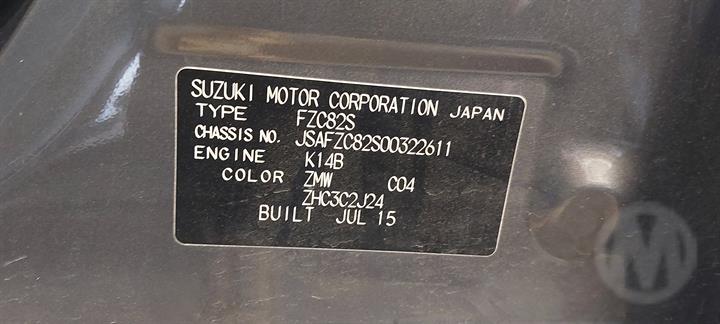 SUZUKI MOTOR CORPORATION JAPAN
TYPE FZC82S
CHASSIS NO. JSAFZC82S00322611
ENGINE K14B
COLOR ZMW C04
ZHC3C2J24
BUILT JUL 15
M